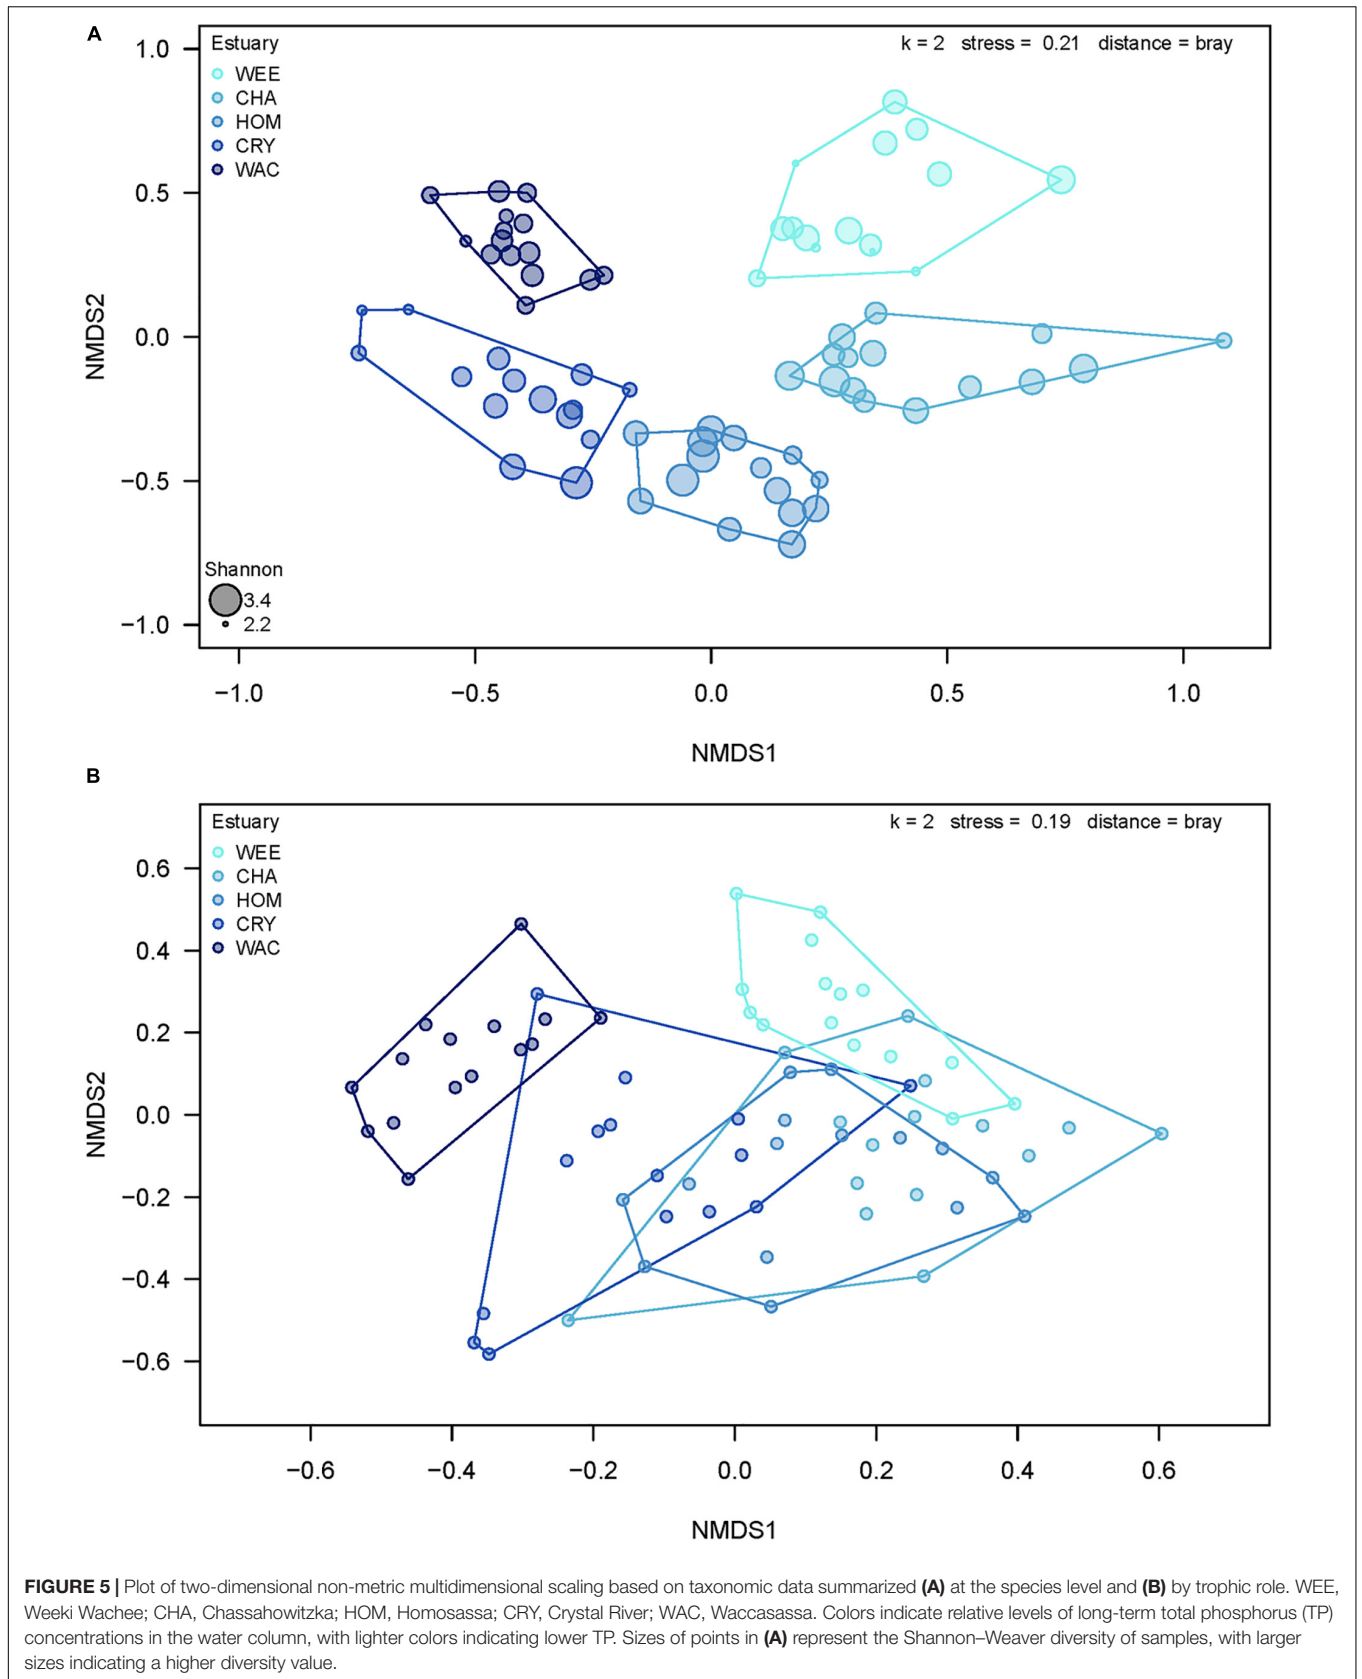 A
Estuary
WEE
CHA
HOM
CRY
WAC
k = 2 stress = 0.21 distance = bray
1.0
0.5
0.0
−0.5
−1.0
NMDS2
Shannon
3.4
2.2
−1.0 −0.5 0.0 0.5 1.0
NMDS1
B
Estuary
WEE
CHA
HOM
CRY
WAC
k = 2 stress = 0.19 distance = bray
0.6
0.4
0.2
0.0
−0.2
−0.4
−0.6
NMDS2
−0.6 −0.4 −0.2 0.0 0.2 0.4 0.6
NMDS1
FIGURE 5 | Plot of two-dimensional non-metric multidimensional scaling based on taxonomic data summarized (A) at the species level and (B) by trophic role. WEE,
Weeki Wachee; CHA, Chassahowitzka; HOM, Homosassa; CRY, Crystal River; WAC, Waccasassa. Colors indicate relative levels of long-term total phosphorus (TP)
concentrations in the water column, with lighter colors indicating lower TP. Sizes of points in (A) represent the Shannon–Weaver diversity of samples, with larger
sizes indicating a higher diversity value.